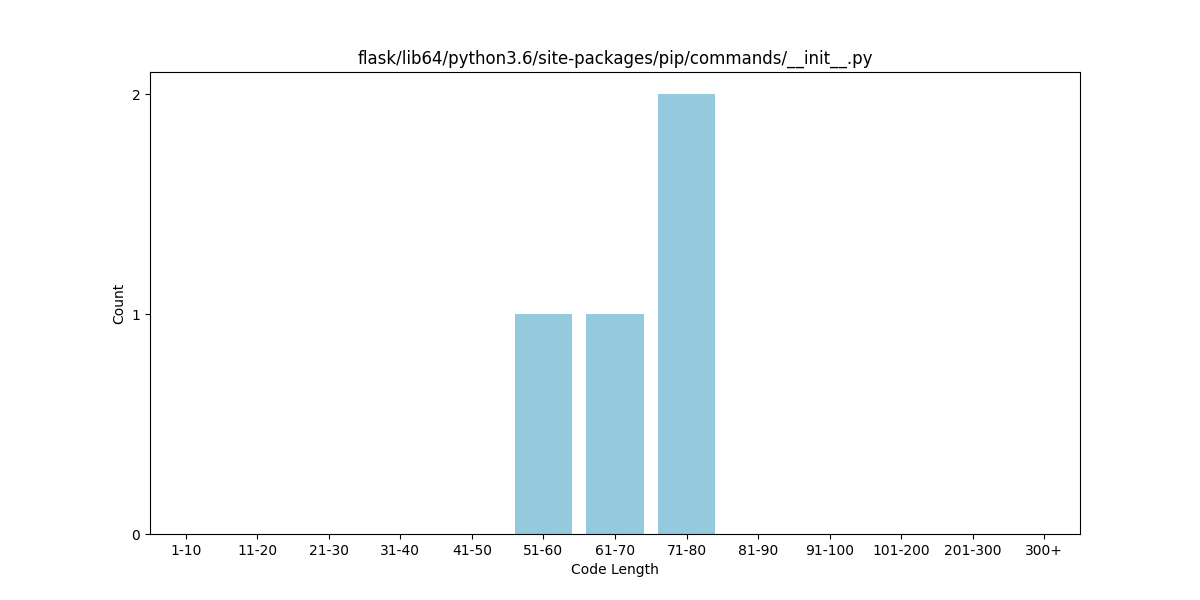 flask/lib64/python3.6/site-packages/pip/commands/__init__.py
2
1
0
Count
1-10 11-20 21-30 31-40 41-50 51-60 61-70 71-80 81-90 91-100 101-200 201-300 300+
Code Length